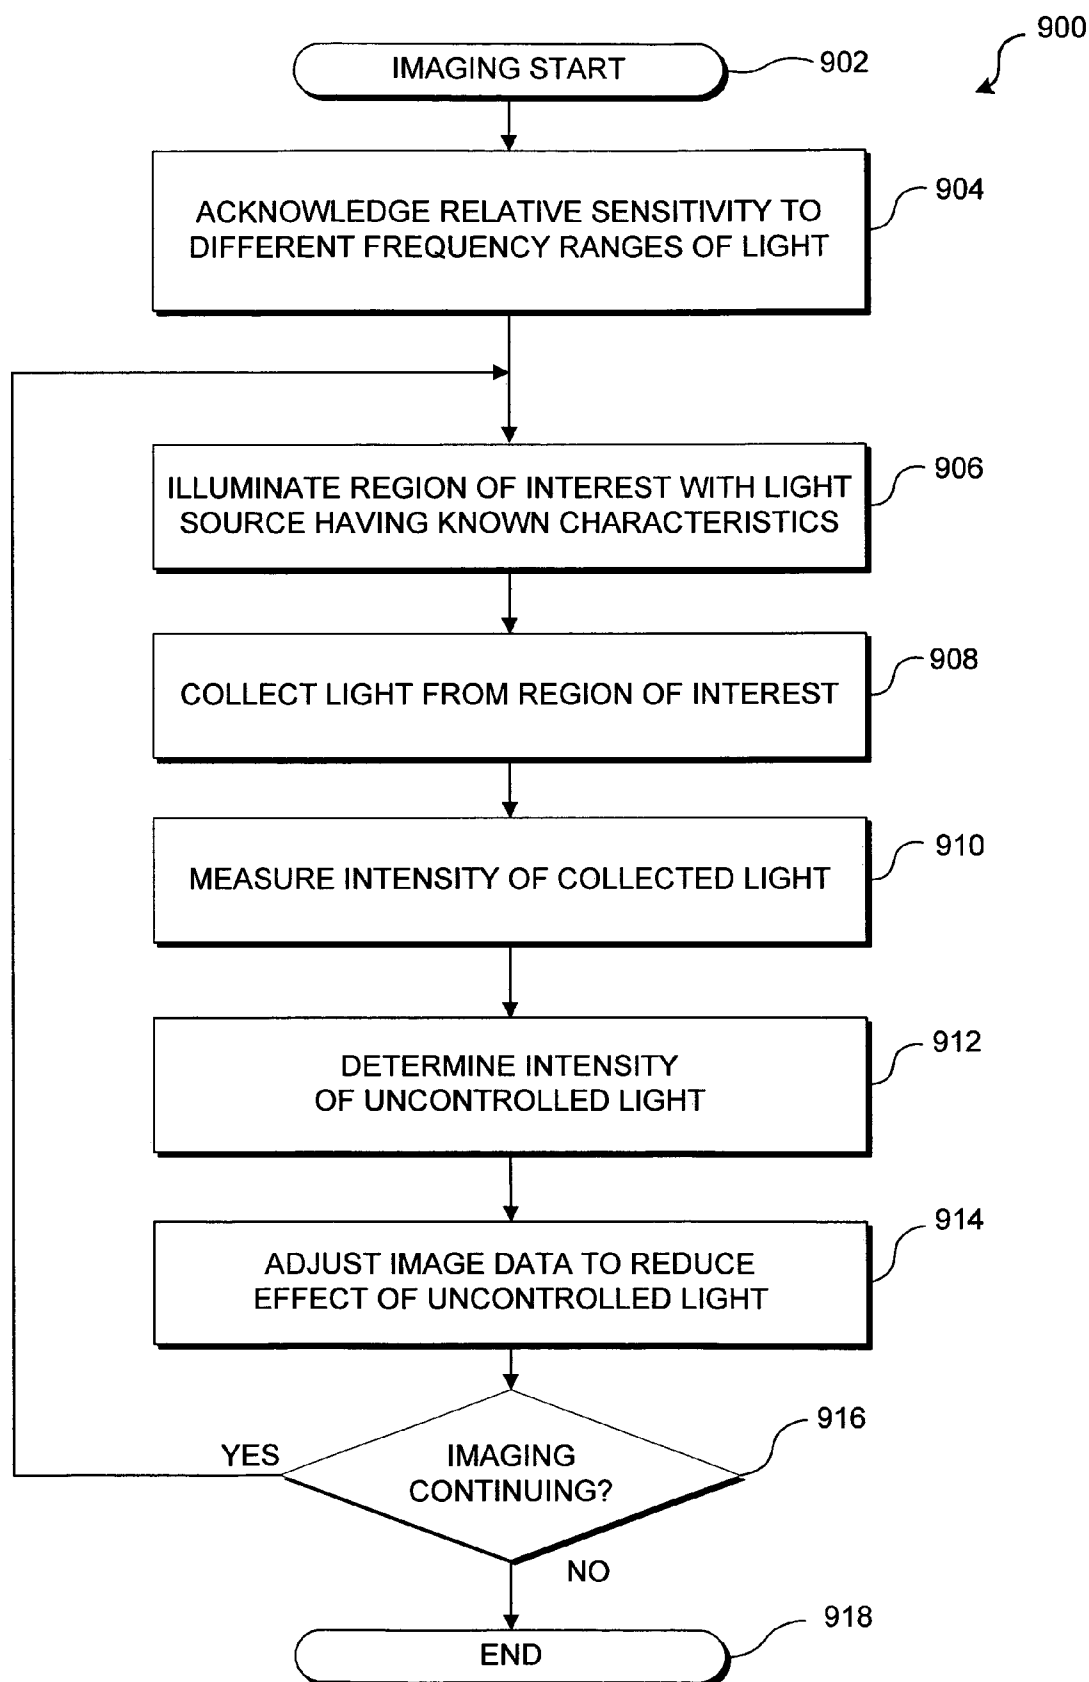 900
IMAGING START
902
904
ACKNOWLEDGE RELATIVE SENSITIVITY TO
DIFFERENT FREQUENCY RANGES OF LIGHT
906
ILLUMINATE REGION OF INTEREST WITH LIGHT
SOURCE HAVING KNOWN CHARACTERISTICS
908
COLLECT LIGHT FROM REGION OF INTEREST
910
MEASURE INTENSITY OF COLLECTED LIGHT
912
DETERMINE INTENSITY
OF UNCONTROLLED LIGHT
914
ADJUST IMAGE DATA TO REDUCE
EFFECT OF UNCONTROLLED LIGHT
916
YES
IMAGING
CONTINUING?
NO
918
END